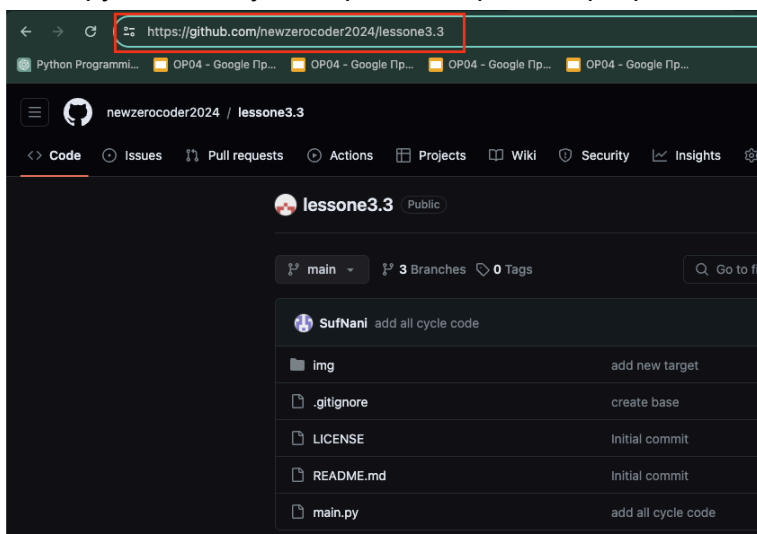 https://github.com/newzerocoder2024/lessone3.3
Python Programmi... OP04 - Google Пр... OP04 - Google Пр... OP04 - Google Пр... OP04 - Google Пр...
newzerocoder2024 / lessone3.3
Code Issues Pull requests Actions Projects Wiki Security Insights
lessone3.3 Public
main 3 Branches 0 Tags Go to fi
SufNani add all cycle code
img add new target
.gitignore create base
LICENSE Initial commit
README.md Initial commit
main.py add all cycle code